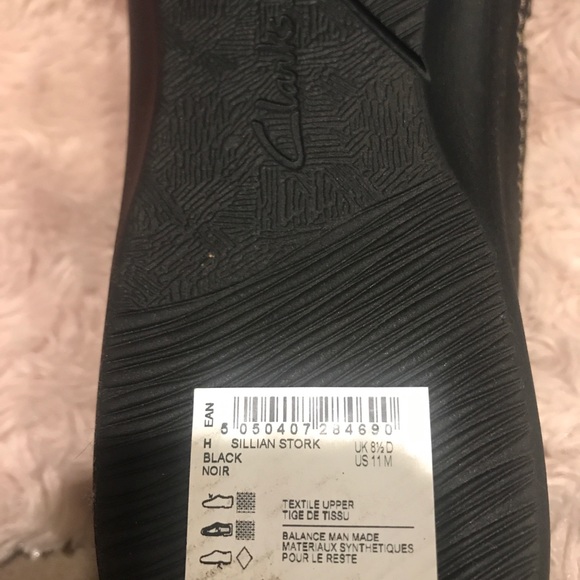 Clarks
EAN
5 050407 284690
H SILLIAN STORK UK 8½ D
BLACK US 11 M
NOIR
TEXTILE UPPER
TIGE DE TISSU
BALANCE MAN MADE
MATERIAUX SYNTHETIQUES
POUR LE RESTE